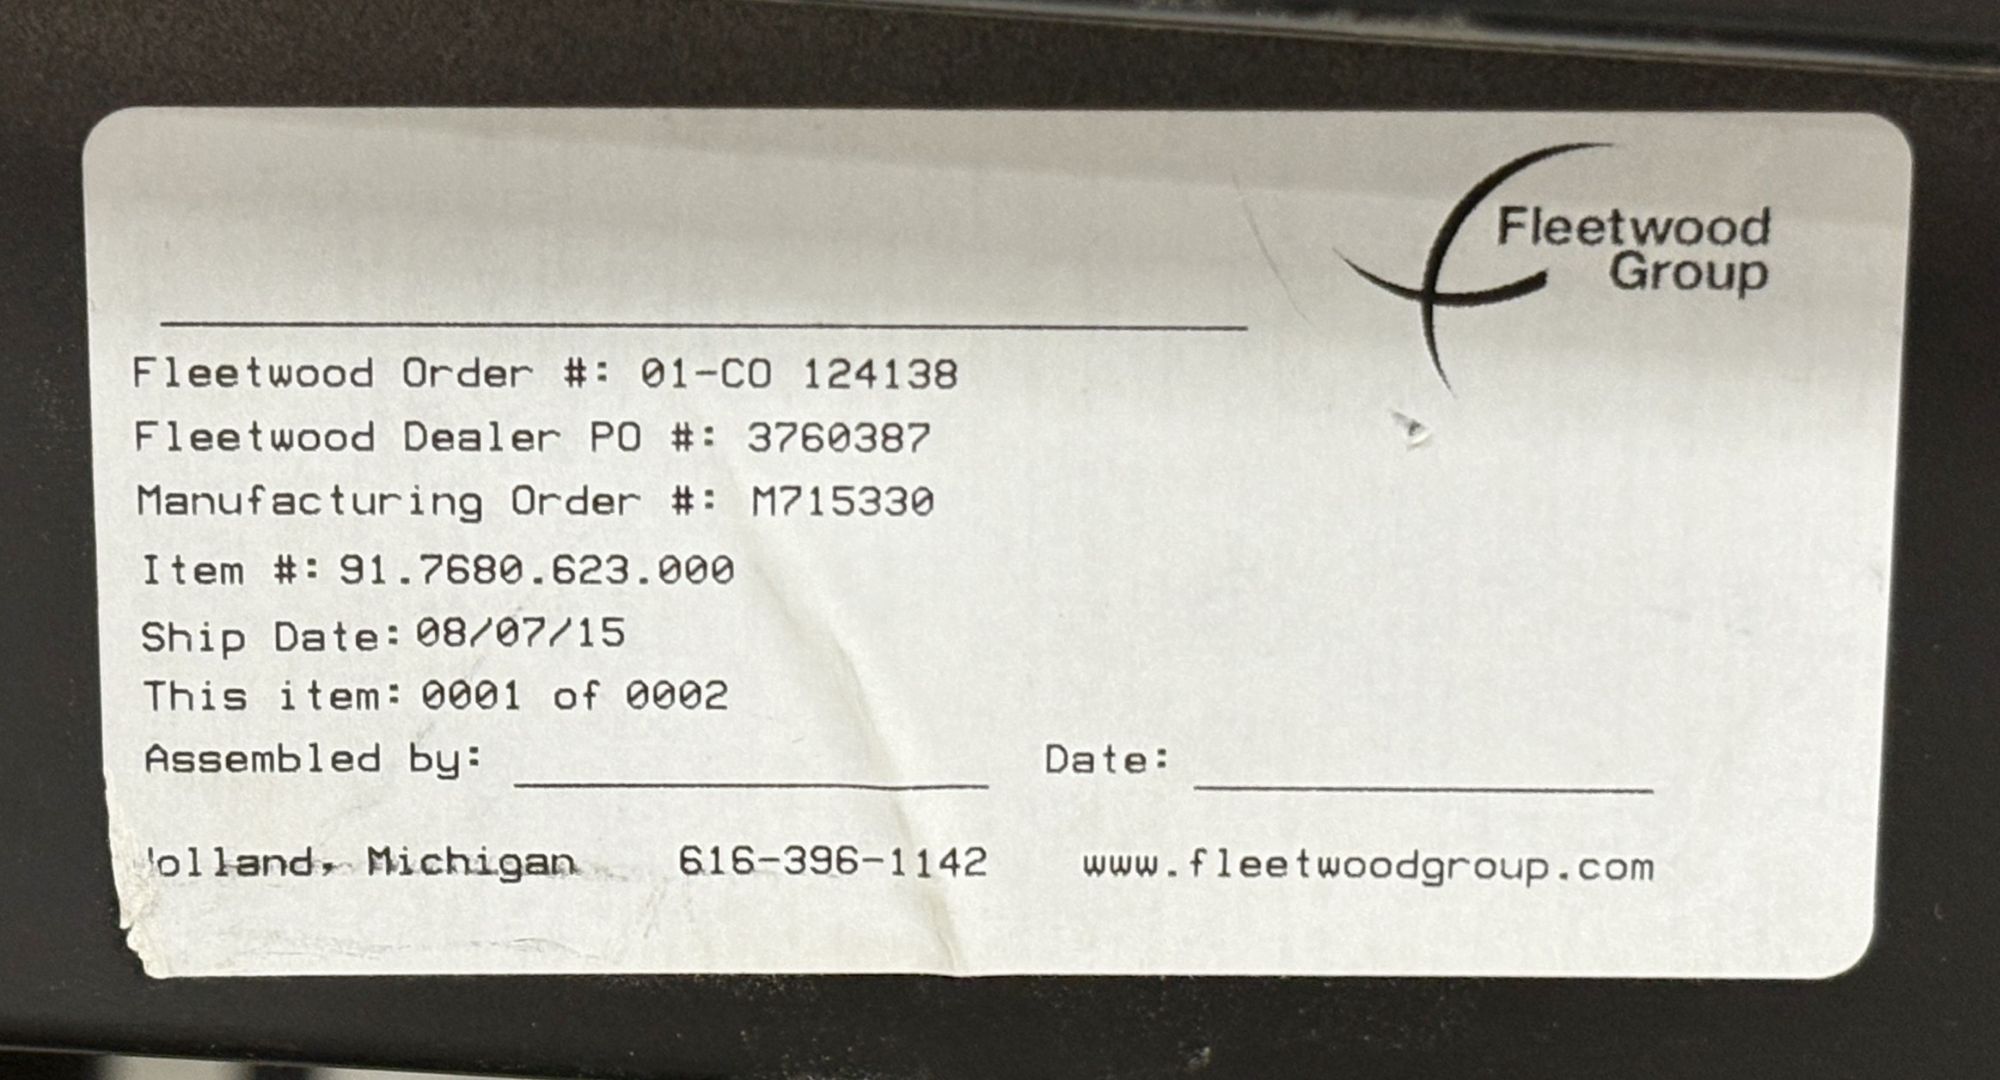 Fleetwood
Group
Fleetwood Order #: 01-CO 124138
Fleetwood Dealer PO #: 3760387
Manufacturing Order #: M715330
Item #: 91.7680.623.000
Ship Date: 08/07/15
This item: 0001 of 0002
Assembled by: Date:
Holland, Michigan 616-396-1142 www.fleetwoodgroup.com